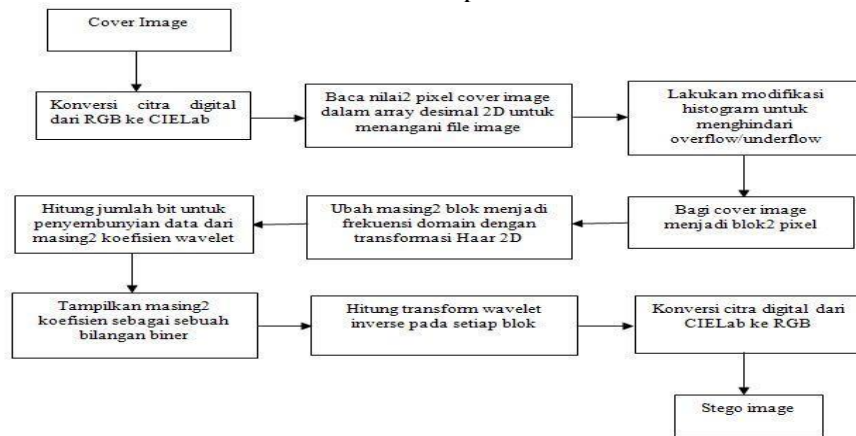 Cover Image
Konversi citra digital
dari RGB ke CIELab
Baca nilai2 pixel cover image
dalam array desimal 2D untuk
menangani file image
Lakukan modifikasi
histogram untuk
menghindari
overflow/underflow
Hitung jumlah bit untuk
penyembunyian data dari
masing2 koefisien wavelet
Ubah masing2 blok menjadi
frekuensi domain dengan
transformasi Haar 2D
Bagi cover image
menjadi blok2 pixel
Tampilkan masing2
koefisien sebagai sebuah
bilangan biner
Hitung transform wavelet
inverse pada setiap blok
Konversi citra digital dari
CIELab ke RGB
Stego image